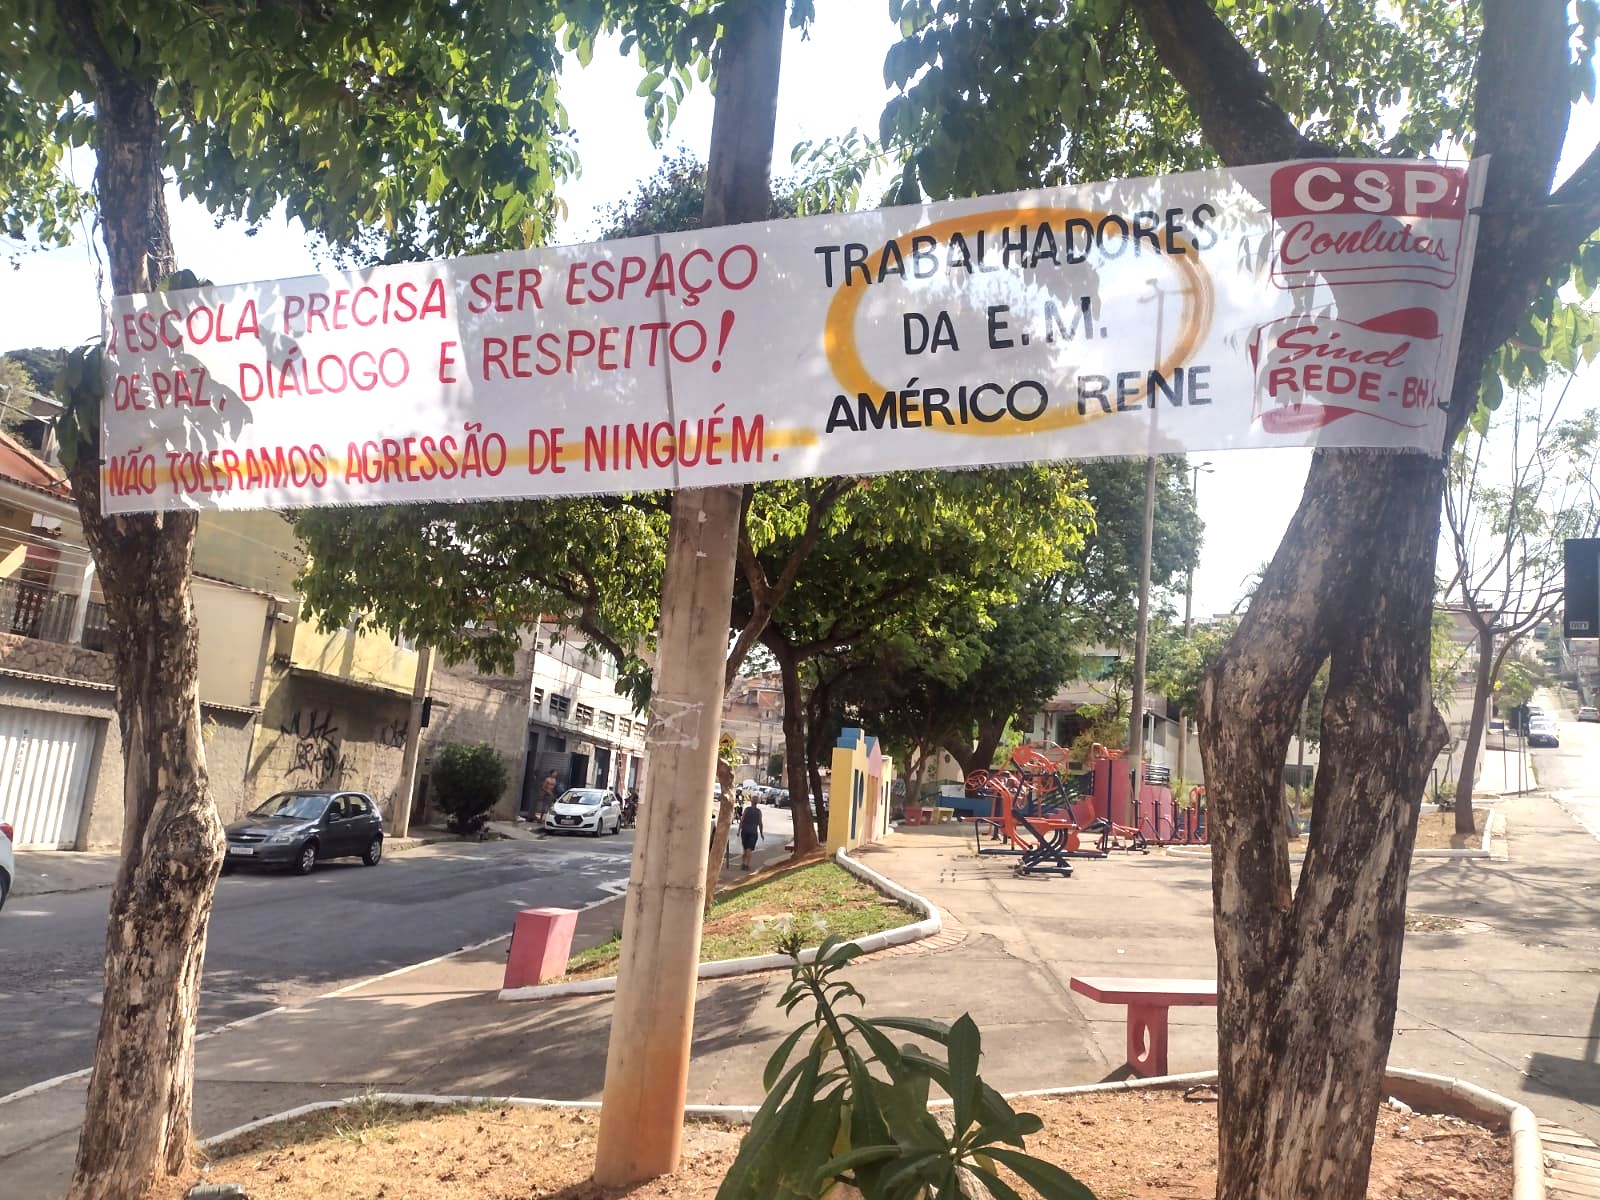 A ESCOLA PRECISA SER ESPAÇO
DE PAZ, DIÁLOGO E RESPEITO!
NÃO TOLERAMOS AGRESSÃO DE NINGUÉM.
TRABALHADORES
DA E. M.
AMÉRICO RENE
CSP
Conlutas
Sind
REDE-BH